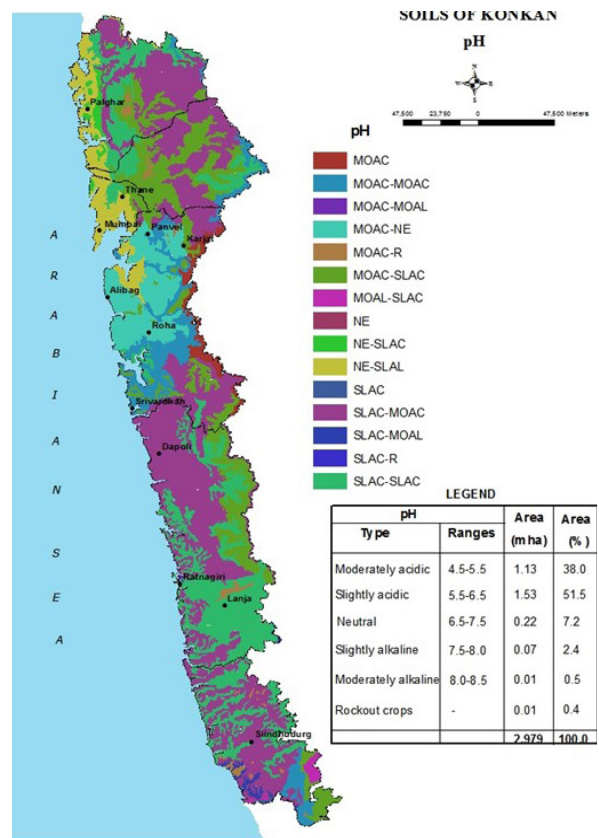 SOILS OF KONKAN
pH
N
W E
S
47,500 23,750 0 47,500 Meters
pH
MOAC
MOAC-MOAC
MOAC-MOAL
MOAC-NE
MOAC-R
MOAC-SLAC
MOAL-SLAC
NE
NE-SLAC
NE-SLAL
SLAC
SLAC-MOAC
SLAC-MOAL
SLAC-R
SLAC-SLAC
Palghar
Thane
Mumbai
Panvel
Karjat
Alibag
Roha
Srivardhan
Dapoli
Ratnagiri
Lanja
Siindhudurg
A R A B I A N S E A
LEGEND
pH Area Area
Type Ranges (m ha) (%)
Moderately acidic 4.5-5.5 1.13 38.0
Slightly acidic 5.5-6.5 1.53 51.5
Neutral 6.5-7.5 0.22 7.2
Slightly alkaline 7.5-8.0 0.07 2.4
Moderately alkaline 8.0-8.5 0.01 0.5
Rockout crops - 0.01 0.4
2.979 100.0